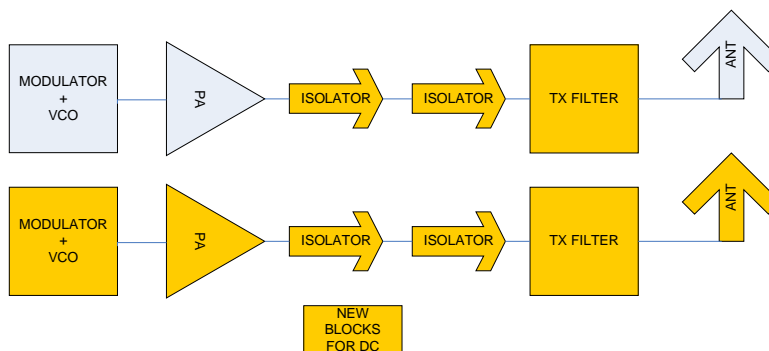 MODULATOR
+
VCO
PA
ISOLATOR
ISOLATOR
TX FILTER
ANT
MODULATOR
+
VCO
PA
ISOLATOR
ISOLATOR
TX FILTER
ANT
NEW
BLOCKS
FOR DC